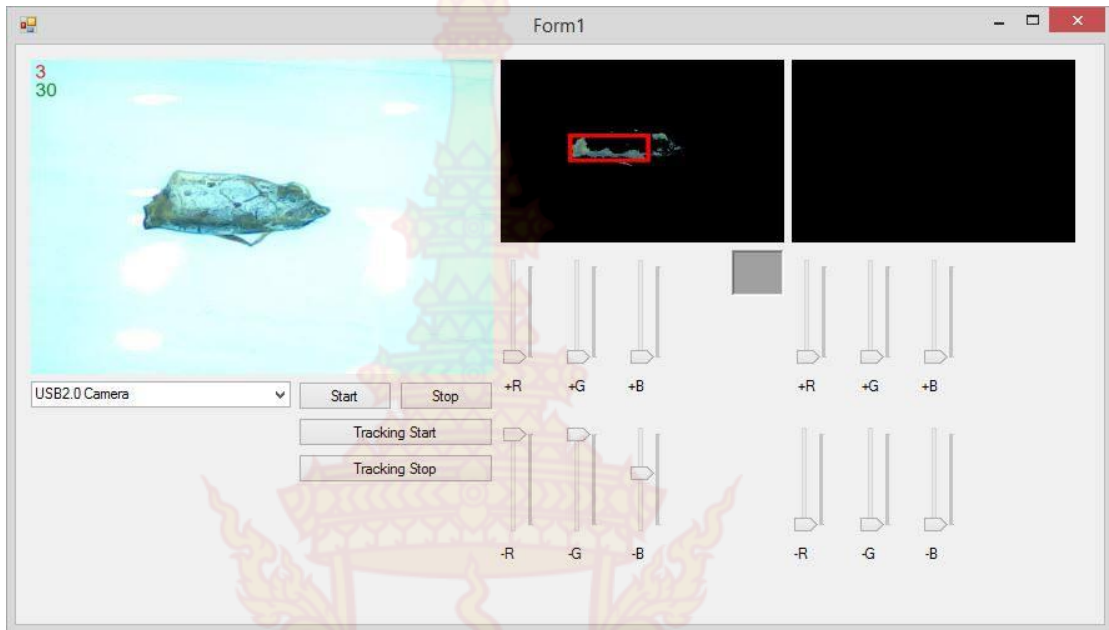 Form1
3
30
USB2.0 Camera
Start Stop
Tracking Start
Tracking Stop
+R +G +B
+R +G +B
-R -G -B
-R -G -B